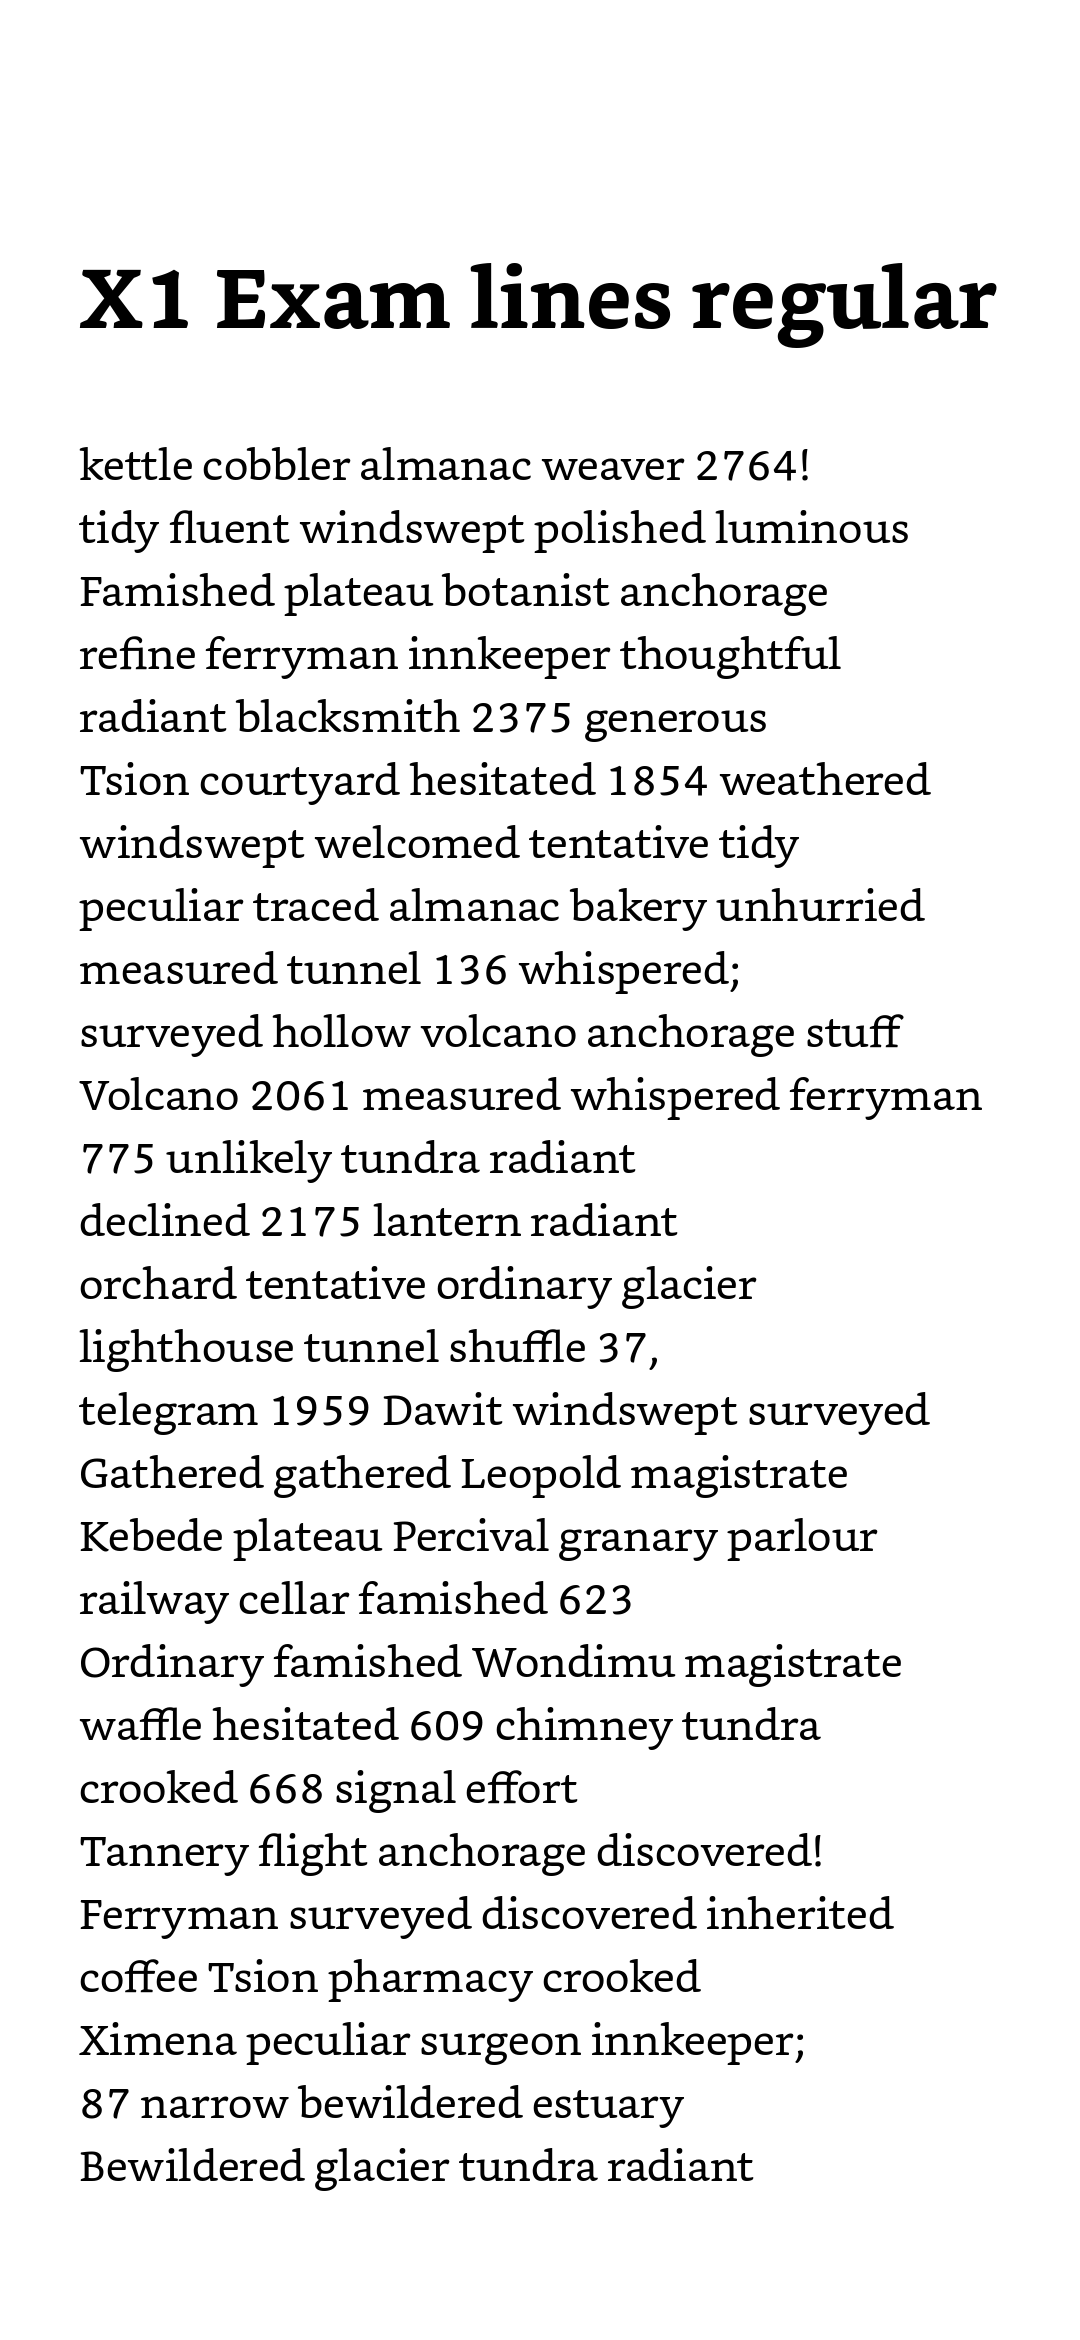 X1 Exam lines regular
kettle cobbler almanac weaver 2764!
tidy fluent windswept polished luminous
Famished plateau botanist anchorage
refine ferryman innkeeper thoughtful
radiant blacksmith 2375 generous
Tsion courtyard hesitated 1854 weathered
windswept welcomed tentative tidy
peculiar traced almanac bakery unhurried
measured tunnel 136 whispered;
surveyed hollow volcano anchorage stuff
Volcano 2061 measured whispered ferryman
775 unlikely tundra radiant
declined 2175 lantern radiant
orchard tentative ordinary glacier
lighthouse tunnel shuffle 37,
telegram 1959 Dawit windswept surveyed
Gathered gathered Leopold magistrate
Kebede plateau Percival granary parlour
railway cellar famished 623
Ordinary famished Wondimu magistrate
waffle hesitated 609 chimney tundra
crooked 668 signal effort
Tannery flight anchorage discovered!
Ferryman surveyed discovered inherited
coffee Tsion pharmacy crooked
Ximena peculiar surgeon innkeeper;
87 narrow bewildered estuary
Bewildered glacier tundra radiant